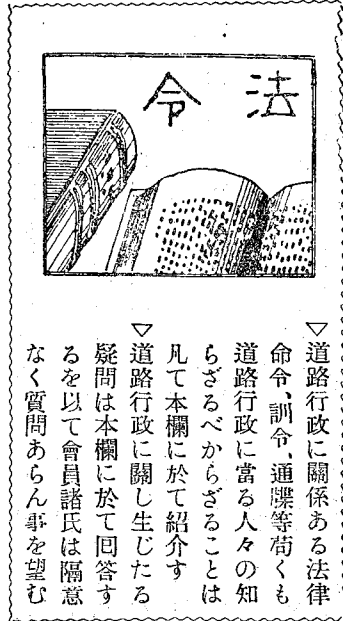 法令
▽道路行政に關係ある法律
命令、訓令、通牒等荀くも
道路行政に當る人々の知
らざるべからざることは
凡て本欄に於て紹介す
▽道路行政に關し生じたる
疑問は本欄に於て囘答す
るを以て會員諸氏は隔意
なく質問あらん事を望む